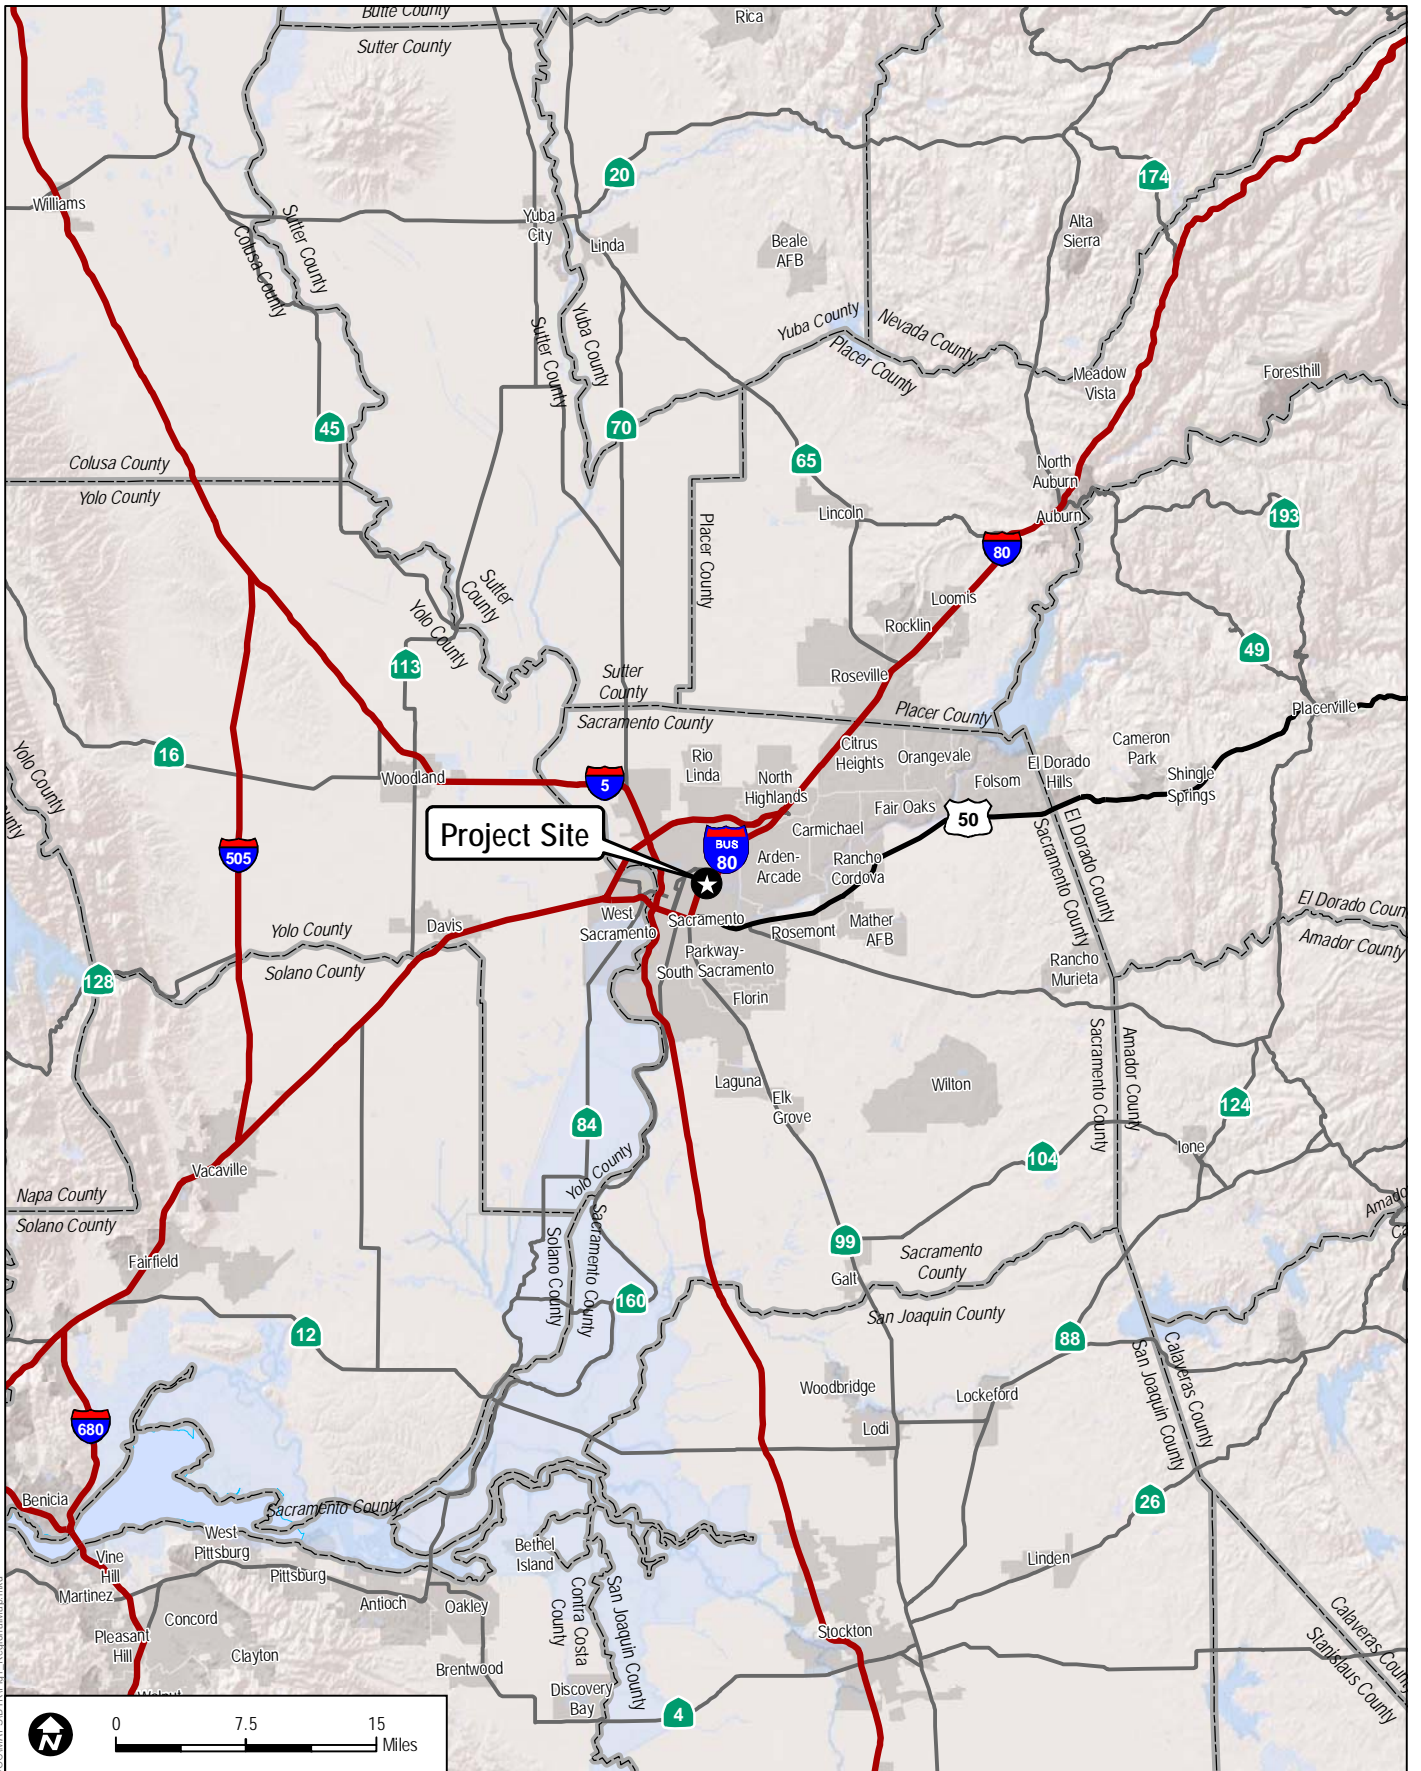 Butte County
Sutter County
Rica
20
174
Williams
Sutter County
Colusa County
Yuba
City
Linda
Beale
AFB
Alta
Sierra
Sutter County
Yuba County
Yuba County
Placer County
Nevada County
Meadow
Vista
Foresthill
45
70
65
Colusa County
Yolo County
North
Auburn
Auburn
Lincoln
193
Placer County
80
Sutter
County
Yolo County
Loomis
Rocklin
49
113
Sutter
County
Roseville
Sacramento County
Placer County
Placerville
16
Yolo County
Woodland
5
Rio
Linda
North
Highlands
Citrus
Heights
Orangevale
Folsom
El Dorado
Hills
Cameron
Park
Shingle
Springs
Project Site
Fair Oaks
50
Carmichael
BUS
80
505
Arden-
Arcade
Rancho
Cordova
Sacramento County
El Dorado County
Davis
West
Sacramento
Sacramento
Rosemont
Mather
AFB
El Dorado Coun
Amador County
Yolo County
Solano County
128
Parkway-
South Sacramento
Florin
Rancho
Murieta
Sacramento County
Amador County
Laguna
Elk
Grove
Wilton
124
84
104
Ione
Vacaville
Yolo County
Napa County
Solano County
Amado
Fairfield
Solano County
Sacramento County
99
Sacramento
County
Galt
San Joaquin County
160
12
88
Calaveras County
San Joaquin County
Woodbridge
Lockeford
Lodi
680
Benicia
Sacramento County
26
West
Pittsburg
Vine
Hill
Pittsburg
Bethel
Island
Linden
Martinez
Antioch
Oakley
Concord
Contra Costa
County
San Joaquin County
Pleasant
Hill
Clayton
Stockton
Calaveras Coun
Stanislaus County
Brentwood
Discovery
Bay
4
N
0 7.5 15
Miles